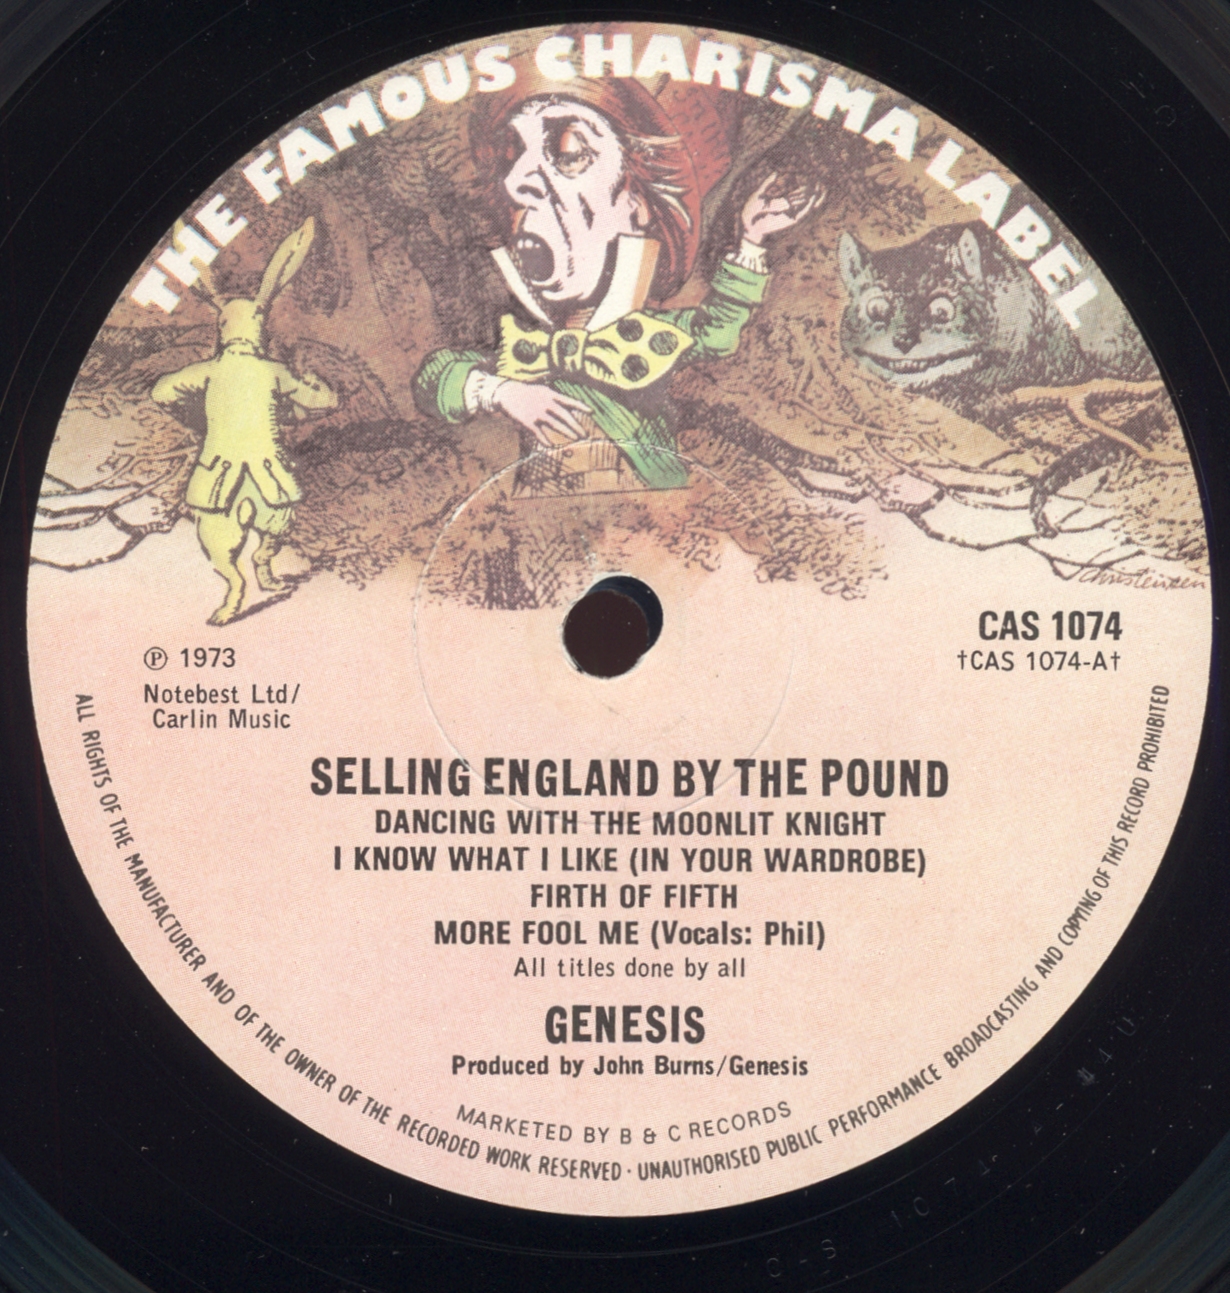 THE FAMOUS CHARISMA LABEL
Christensen
CAS 1074
†CAS 1074-A†
Ⓟ 1973
Notebest Ltd/
Carlin Music
SELLING ENGLAND BY THE POUND
DANCING WITH THE MOONLIT KNIGHT
I KNOW WHAT I LIKE (IN YOUR WARDROBE)
FIRTH OF FIFTH
MORE FOOL ME (Vocals: Phil)
All titles done by all
GENESIS
Produced by John Burns/Genesis
MARKETED BY B & C RECORDS
ALL RIGHTS OF THE MANUFACTURER AND OF THE OWNER OF THE RECORDED WORK RESERVED · UNAUTHORISED PUBLIC PERFORMANCE BROADCASTING AND COPYING OF THIS RECORD PROHIBITED